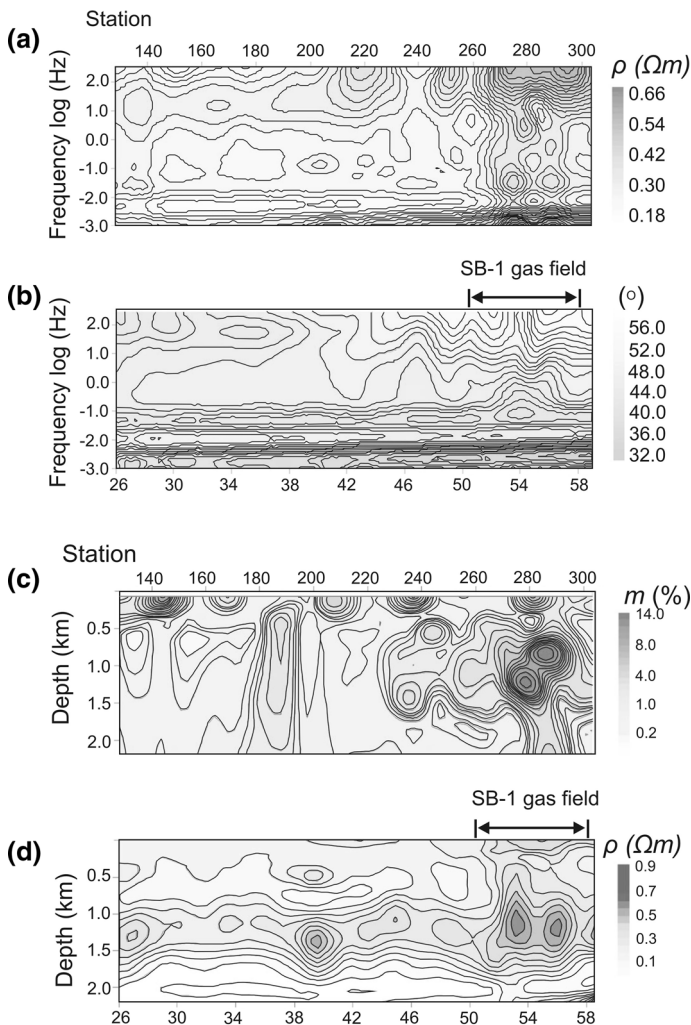 Station
(a)
140 160 180 200 220 240 260 280 300
ρ (Ωm)
Frequency log (Hz)
2.0
1.0
0.0
-1.0
-2.0
-3.0
0.66
0.54
0.42
0.30
0.18
SB-1 gas field
(b)
(○)
Frequency log (Hz)
2.0
1.0
0.0
-1.0
-2.0
-3.0
56.0
52.0
48.0
44.0
40.0
36.0
32.0
26 30 34 38 42 46 50 54 58
Station
(c)
140 160 180 200 220 240 260 280 300
m (%)
Depth (km)
0.5
1.0
1.5
2.0
14.0
8.0
4.0
1.0
0.2
SB-1 gas field
(d)
ρ (Ωm)
Depth (km)
0.5
1.0
1.5
2.0
0.9
0.7
0.5
0.3
0.1
26 30 34 38 42 46 50 54 58